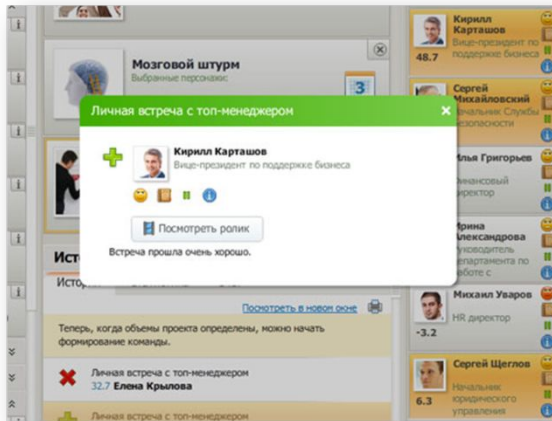 Мозговой штурм
Выбранные персонажи:
3
Личная встреча с топ-менеджером
Кирилл Карташов
Вице-президент по поддержке бизнеса
Посмотреть ролик
Встреча прошла очень хорошо.
Ист
Истори
Посмотреть в новом окне
Теперь, когда объемы проекта определены, можно начать
формирование команды.
Личная встреча с топ-менеджером
32.7 Елена Крылова
Личная встреча с топ-менеджером
Кирилл
Карташов
Вице-президент по
поддержке бизнеса
48.7
Сергей
Михайловский
Начальник Службы
безопасности
Илья Григорьев
Финансовый
директор
Ирина
Александрова
Руководитель
департамента по
работе с
Михаил Уваров
HR директор
-3.2
Сергей Щеглов
Начальник
юридического
управления
6.3